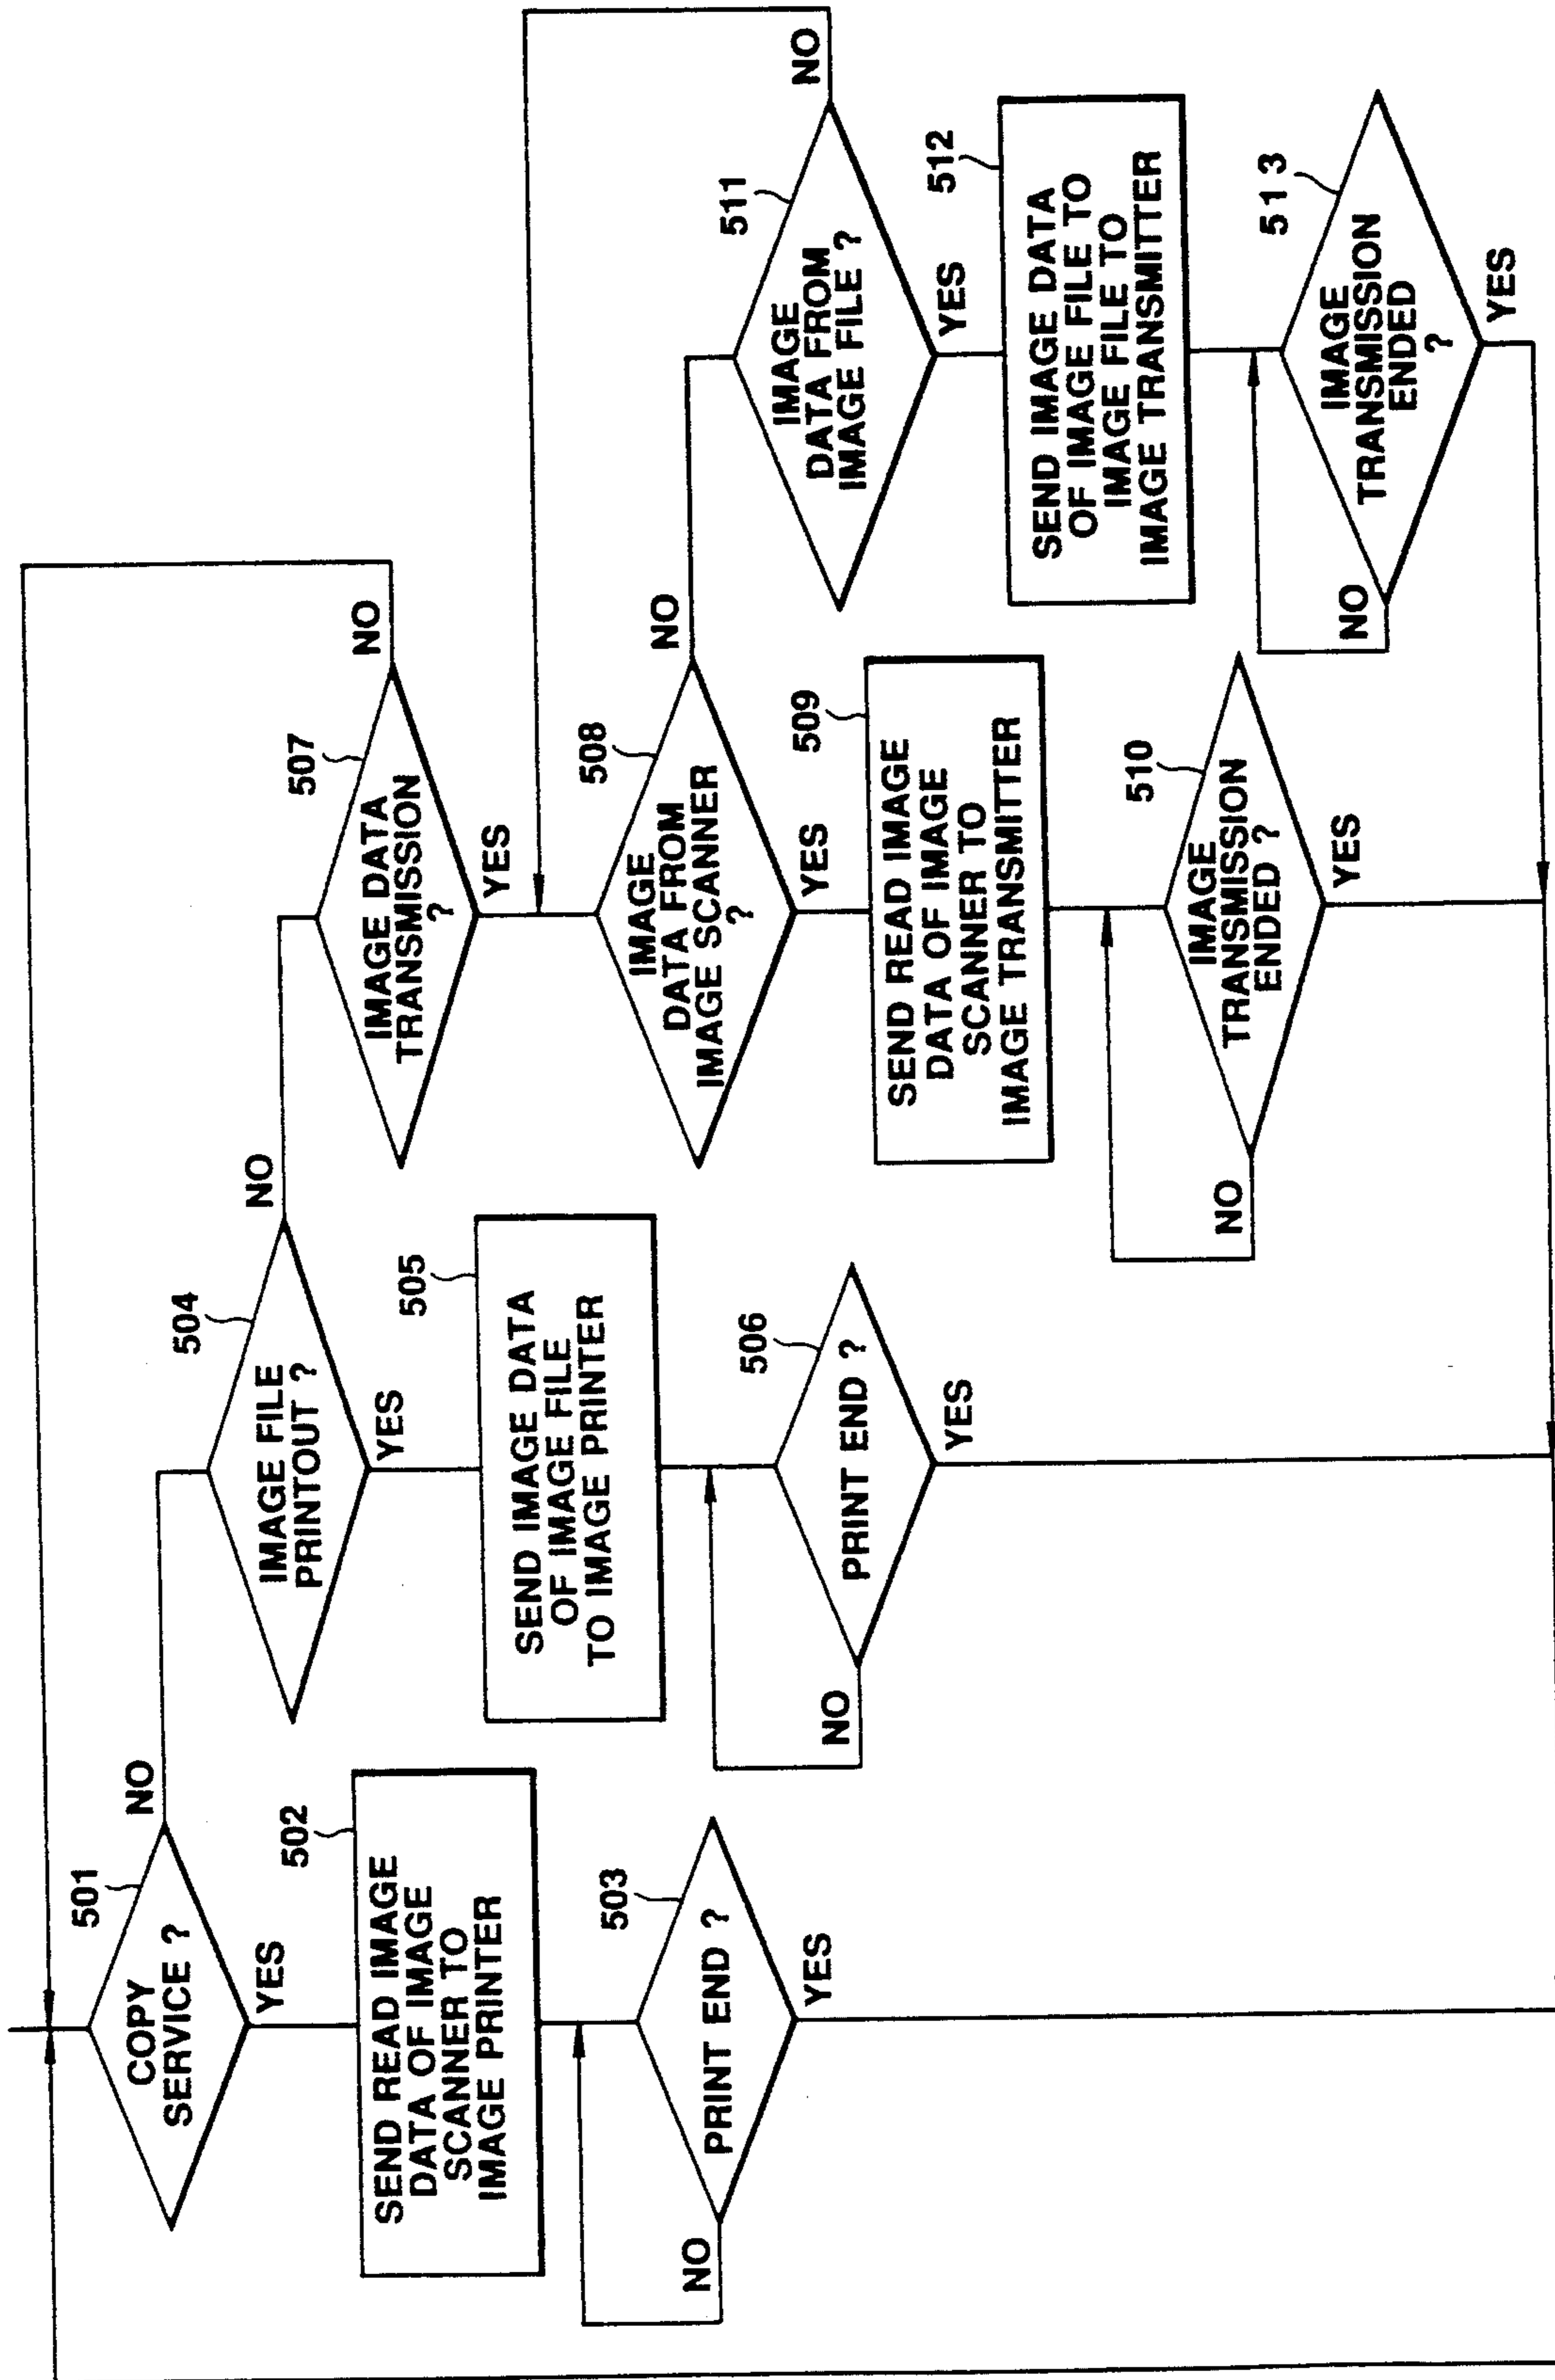 501
COPY
SERVICE ?
NO
YES
502
SEND READ IMAGE
DATA OF IMAGE
SCANNER TO
IMAGE PRINTER
503
PRINT END ?
NO
YES
504
IMAGE FILE
PRINTOUT ?
NO
YES
505
SEND IMAGE DATA
OF IMAGE FILE
TO IMAGE PRINTER
506
PRINT END ?
NO
YES
507
IMAGE DATA
TRANSMISSION
?
NO
YES
508
IMAGE
DATA FROM
IMAGE SCANNER
?
NO
YES
509
SEND READ IMAGE
DATA OF IMAGE
SCANNER TO
IMAGE TRANSMITTER
510
IMAGE
TRANSMISSION
ENDED ?
NO
YES
511
IMAGE
DATA FROM
IMAGE FILE ?
NO
YES
512
SEND IMAGE DATA
OF IMAGE FILE TO
IMAGE FILE TO
IMAGE TRANSMITTER
513
IMAGE
TRANSMISSION
ENDED
?
NO
YES